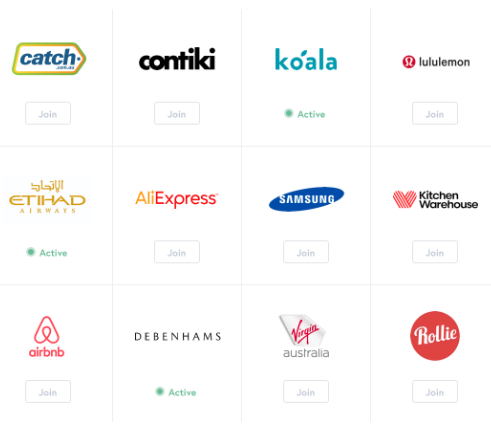 catch
.com.au
contiki
koala
lululemon
Join
Join
Active
Join
الإتحاد
ETIHAD
AIRWAYS
AliExpress
SAMSUNG
Kitchen
Warehouse
Active
Join
Join
Join
airbnb
DEBENHAMS
Virgin
australia
Rollie
Join
Active
Join
Join